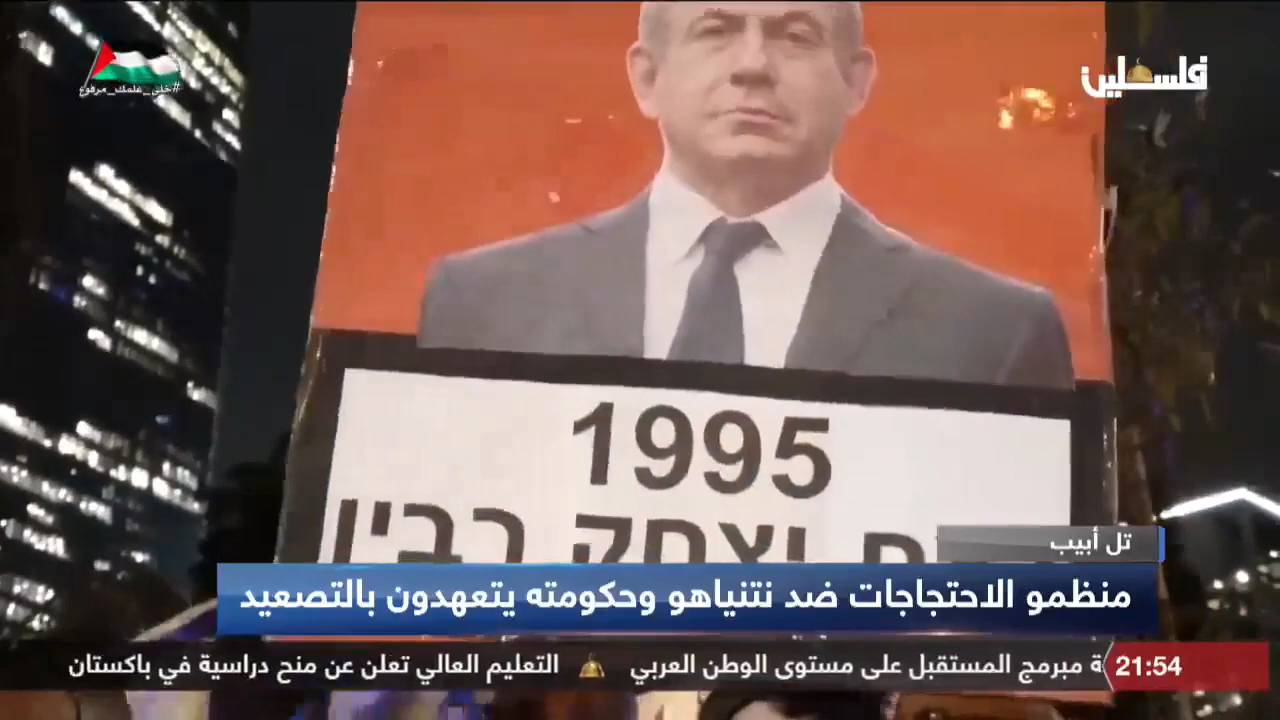 #خلي_علمك_مرفوع
فلسطين
1995
יצחק רבין
تل أبيب
منظمو الاحتجاجات ضد نتنياهو وحكومته يتعهدون بالتصعيد
21:54
مبرمج المستقبل على مستوى الوطن العربي
التعليم العالي تعلن عن منح دراسية في باكستان